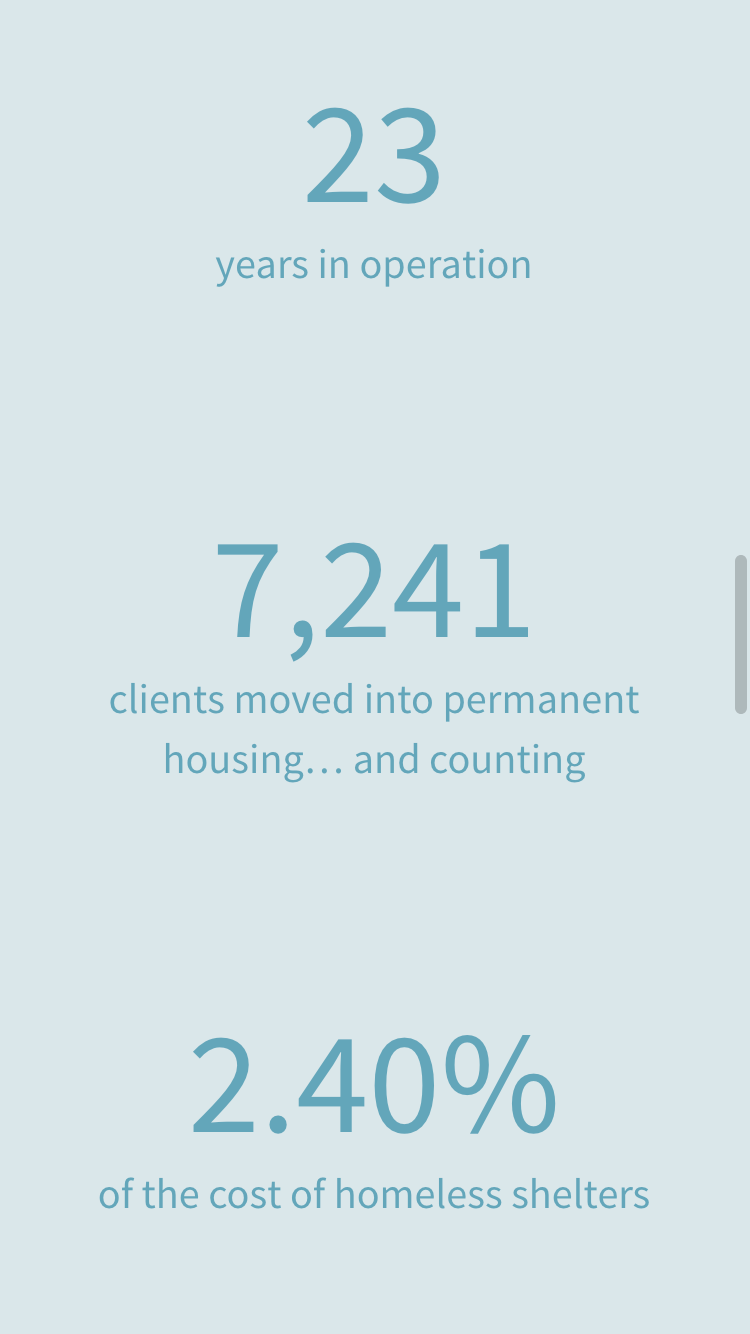 23
years in operation
7,241
clients moved into permanent
housing… and counting
2.40%
of the cost of homeless shelters